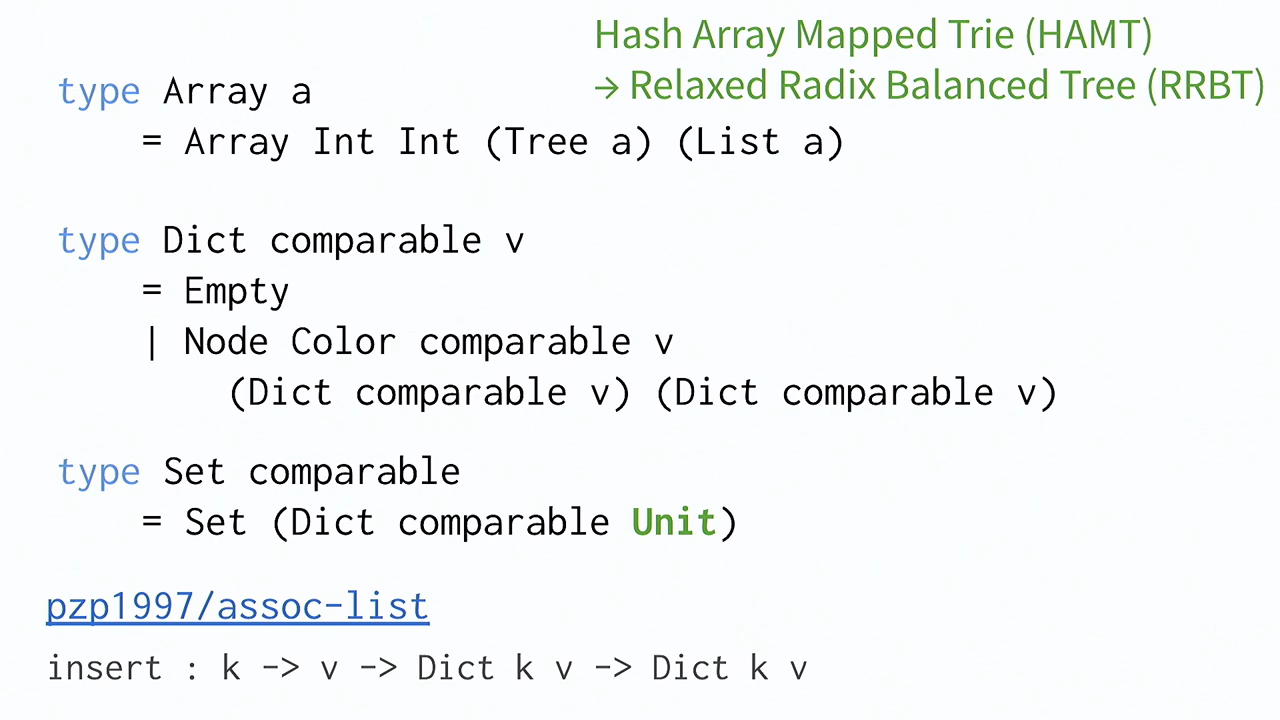 Hash Array Mapped Trie (HAMT)
→ Relaxed Radix Balanced Tree (RRBT)
type Array a
= Array Int Int (Tree a) (List a)
type Dict comparable v
= Empty
| Node Color comparable v
(Dict comparable v) (Dict comparable v)
type Set comparable
= Set (Dict comparable Unit)
pzp1997/assoc-list
insert : k -> v -> Dict k v -> Dict k v